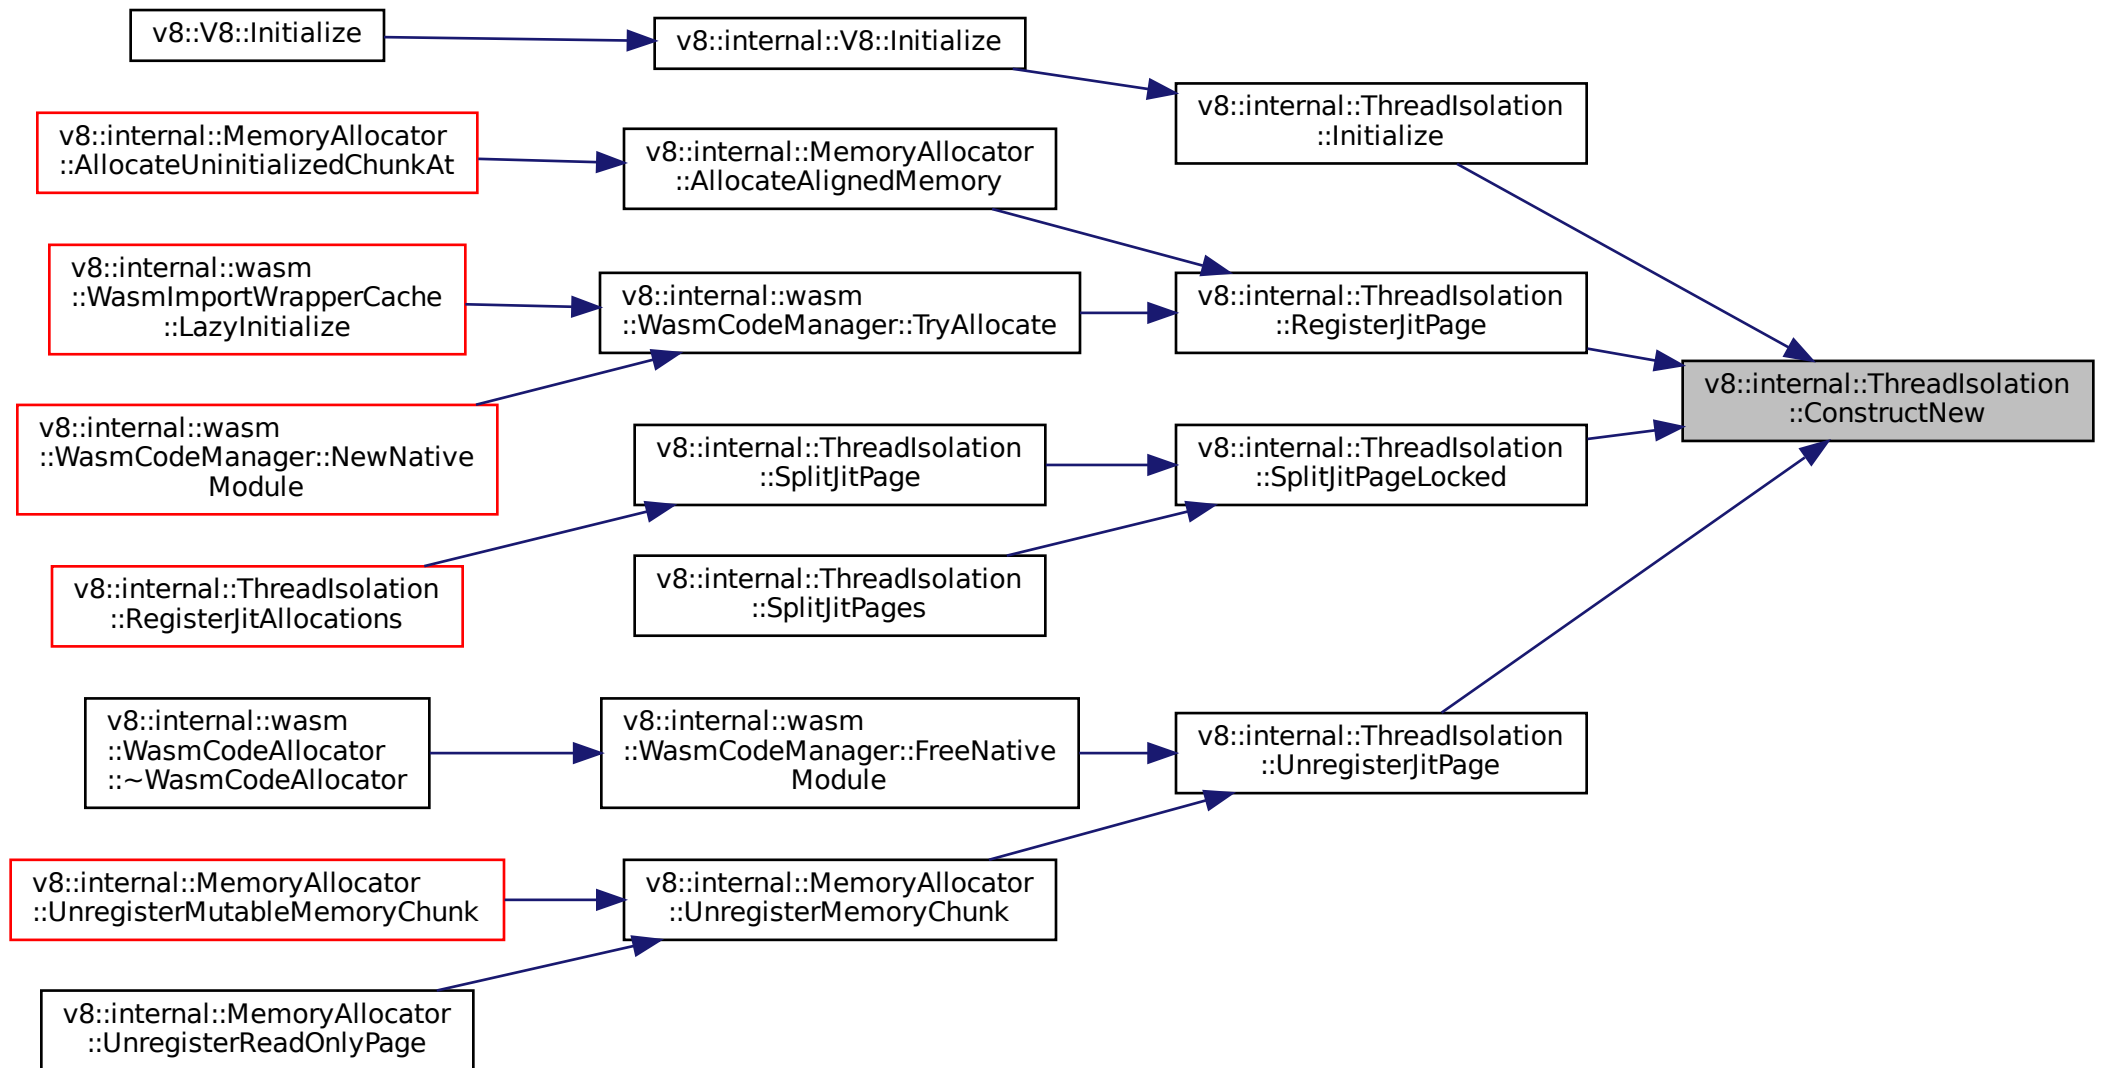 v8::V8::Initialize
v8::internal::V8::Initialize
v8::internal::ThreadIsolation
::Initialize
v8::internal::MemoryAllocator
::AllocateUninitializedChunkAt
v8::internal::MemoryAllocator
::AllocateAlignedMemory
v8::internal::wasm
::WasmImportWrapperCache
::LazyInitialize
v8::internal::wasm
::WasmCodeManager::TryAllocate
v8::internal::ThreadIsolation
::RegisterJitPage
v8::internal::ThreadIsolation
::ConstructNew
v8::internal::wasm
::WasmCodeManager::NewNative
Module
v8::internal::ThreadIsolation
::SplitJitPage
v8::internal::ThreadIsolation
::SplitJitPageLocked
v8::internal::ThreadIsolation
::RegisterJitAllocations
v8::internal::ThreadIsolation
::SplitJitPages
v8::internal::wasm
::WasmCodeAllocator
::~WasmCodeAllocator
v8::internal::wasm
::WasmCodeManager::FreeNative
Module
v8::internal::ThreadIsolation
::UnregisterJitPage
v8::internal::MemoryAllocator
::UnregisterMutableMemoryChunk
v8::internal::MemoryAllocator
::UnregisterMemoryChunk
v8::internal::MemoryAllocator
::UnregisterReadOnlyPage